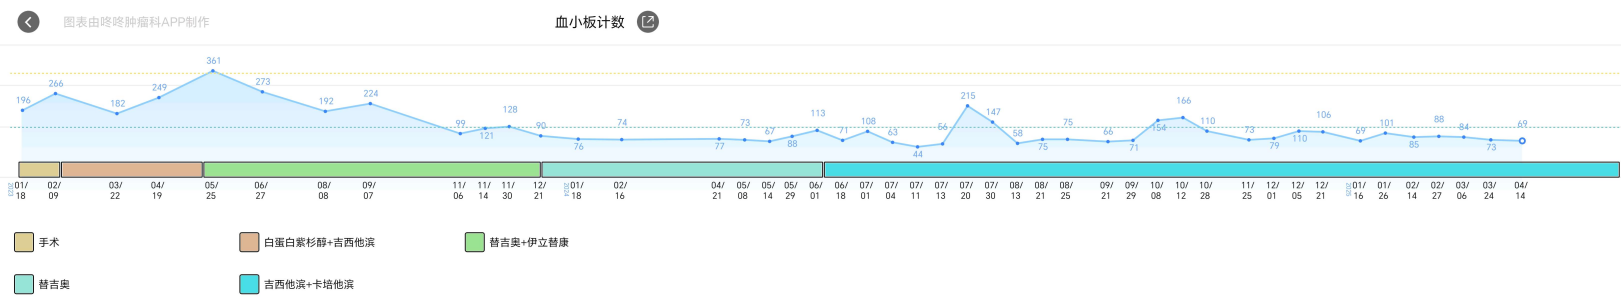 图表由咚咚肿瘤科APP制作
血小板计数
196 266 182 249 361 273 192 224 99 121 128 90 76 74 77 73 67 88 113 71 108 63 44 56 215 147 58 75 75 66 71 154 166 110 73 79 110 106 69 101 85 88 84 73 69
2023 01/18 02/09 03/22 04/19 05/25 06/27 08/08 09/07 11/06 11/14 11/30 12/21 2024 01/18 02/16 04/21 05/08 05/14 05/29 06/01 06/18 07/01 07/04 07/11 07/13 07/20 07/30 08/13 08/21 08/25 09/21 09/29 10/08 10/12 10/28 11/25 12/01 12/05 12/21 2025 01/16 01/26 02/14 02/27 03/06 03/24 04/14
手术
白蛋白紫杉醇+吉西他滨
替吉奥+伊立替康
替吉奥
吉西他滨+卡培他滨